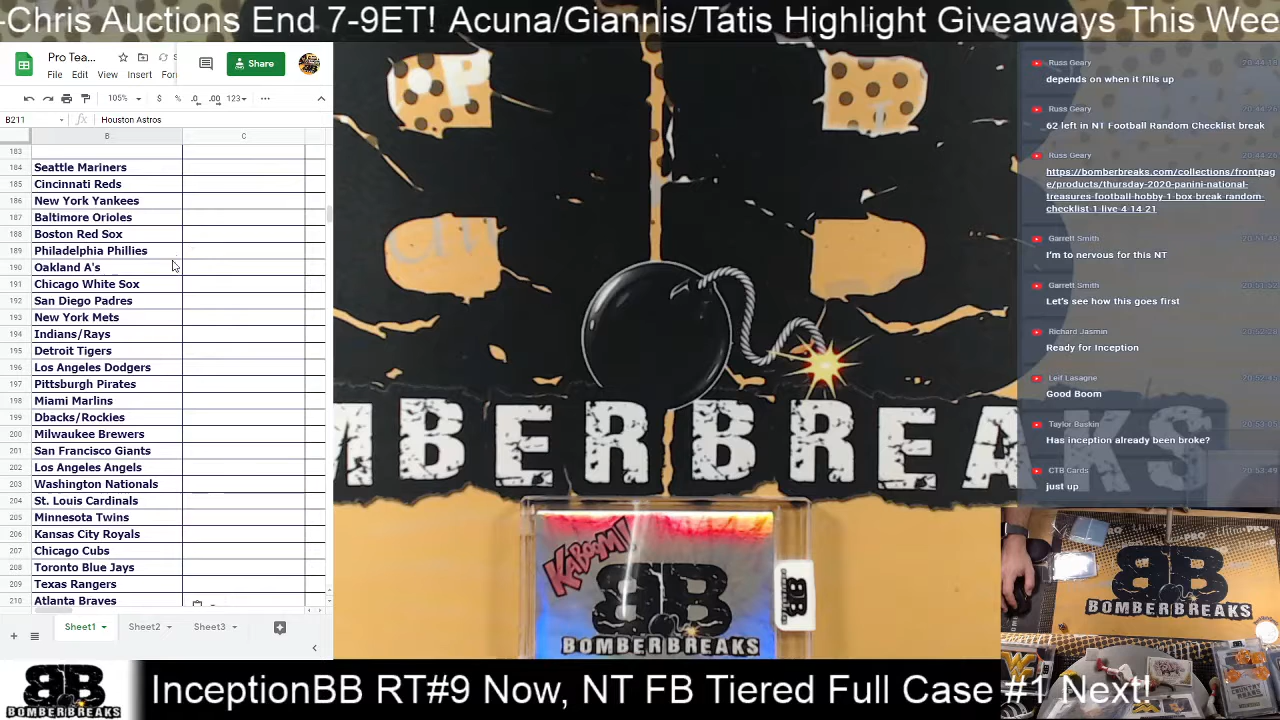 -Chris Auctions End 7-9ET! Acuna/Giannis/Tatis Highlight Giveaways This Wee
Pro Tea...
File Edit View Insert For
Share
105% $ % .0 .00 123
B211 fx Houston Astros
B C
183
184 Seattle Mariners
185 Cincinnati Reds
186 New York Yankees
187 Baltimore Orioles
188 Boston Red Sox
189 Philadelphia Phillies
190 Oakland A's
191 Chicago White Sox
192 San Diego Padres
193 New York Mets
194 Indians/Rays
195 Detroit Tigers
196 Los Angeles Dodgers
197 Pittsburgh Pirates
198 Miami Marlins
199 Dbacks/Rockies
200 Milwaukee Brewers
201 San Francisco Giants
202 Los Angeles Angels
203 Washington Nationals
204 St. Louis Cardinals
205 Minnesota Twins
206 Kansas City Royals
207 Chicago Cubs
208 Toronto Blue Jays
209 Texas Rangers
210 Atlanta Braves
Sheet1 Sheet2 Sheet3
MBERBREA
KABOOM!
BB
BOMBERBREAKS
BB
Russ Geary
depends on when it fills up
Russ Geary
62 left in NT Football Random Checklist break
Russ Geary
https://bomberbreaks.com/collections/frontpag
e/products/thursday-2020-panini-national-
treasures-football-hobby-1-box-break-random-
checklist-1-live-4-14-21
Garrett Smith
I'm to nervous for this NT
Garrett Smith
Let's see how this goes first
Richard Jasmin
Ready for Inception
Leif Lasagne
Good Boom
Taylor Baskin
Has inception already been broke?
CTB Cards 20:53:49
just up
BB
BOMBERBREAKS
BB
BOMBERBREAKS
InceptionBB RT#9 Now, NT FB Tiered Full Case #1 Next!